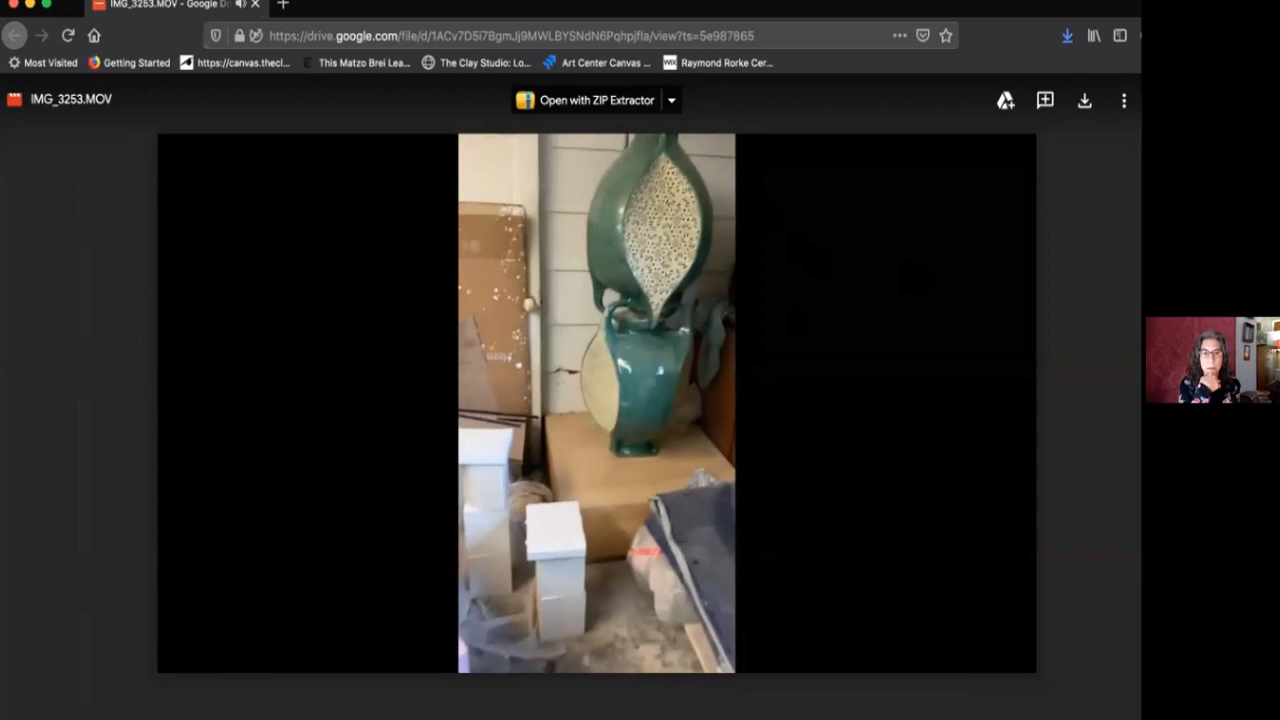 IMG_3253.MOV - Google Dr
https://drive.google.com/file/d/1ACv7D5i7BgmJj9MWLBYSNdN6Pqhpjfla/view?ts=5e987865
Most Visited Getting Started https://canvas.thecl... This Matzo Brei Lea... The Clay Studio: Lo... Art Center Canvas ... WIX Raymond Rorke Cer...
IMG_3253.MOV Open with ZIP Extractor